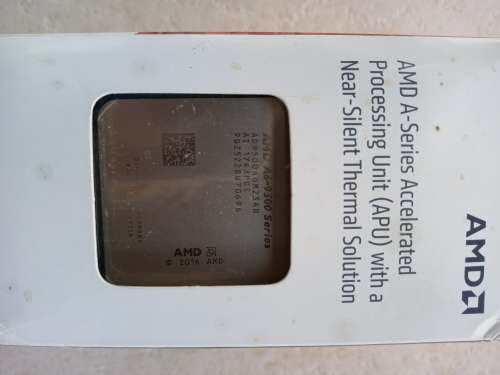 AMD A-Series Accelerated
Processing Unit (APU) with a
Near-Silent Thermal Solution
AMD
AMD A6-9500 Series
AD9500AGM23AB
AMD
© 2016 AMD